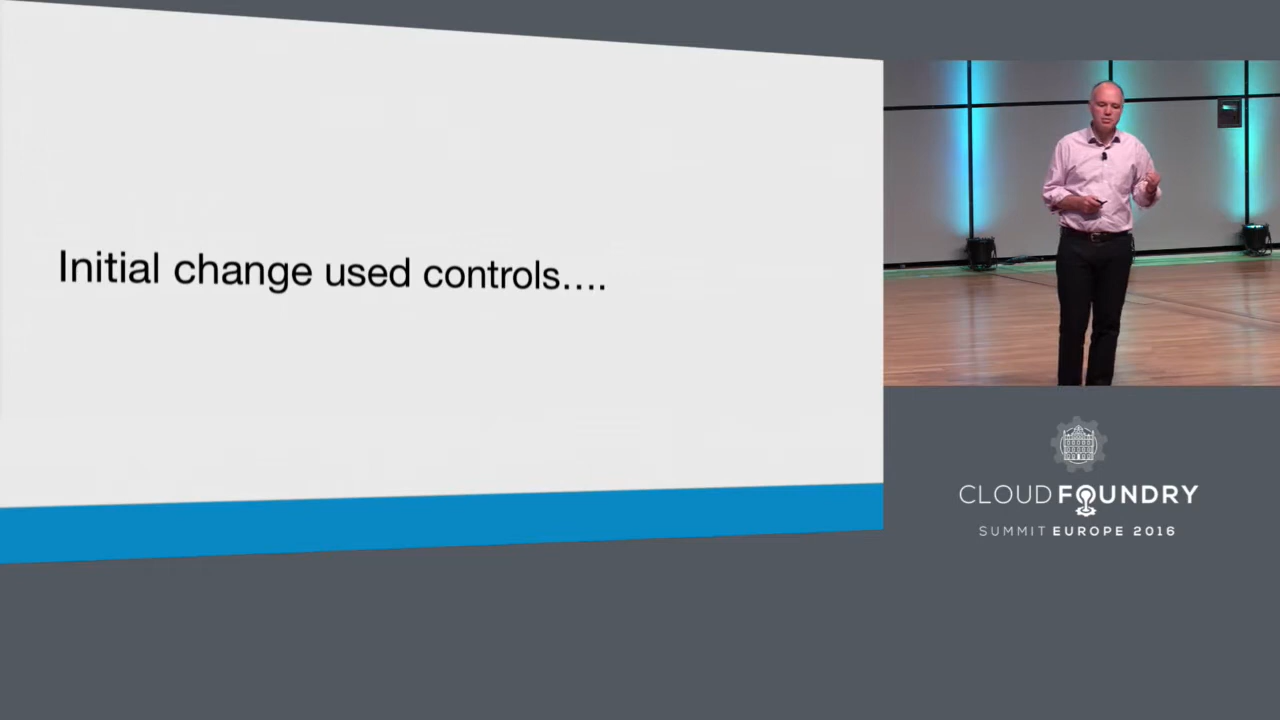 Initial change used controls....
CLOUD FOUNDRY
SUMMIT EUROPE 2016